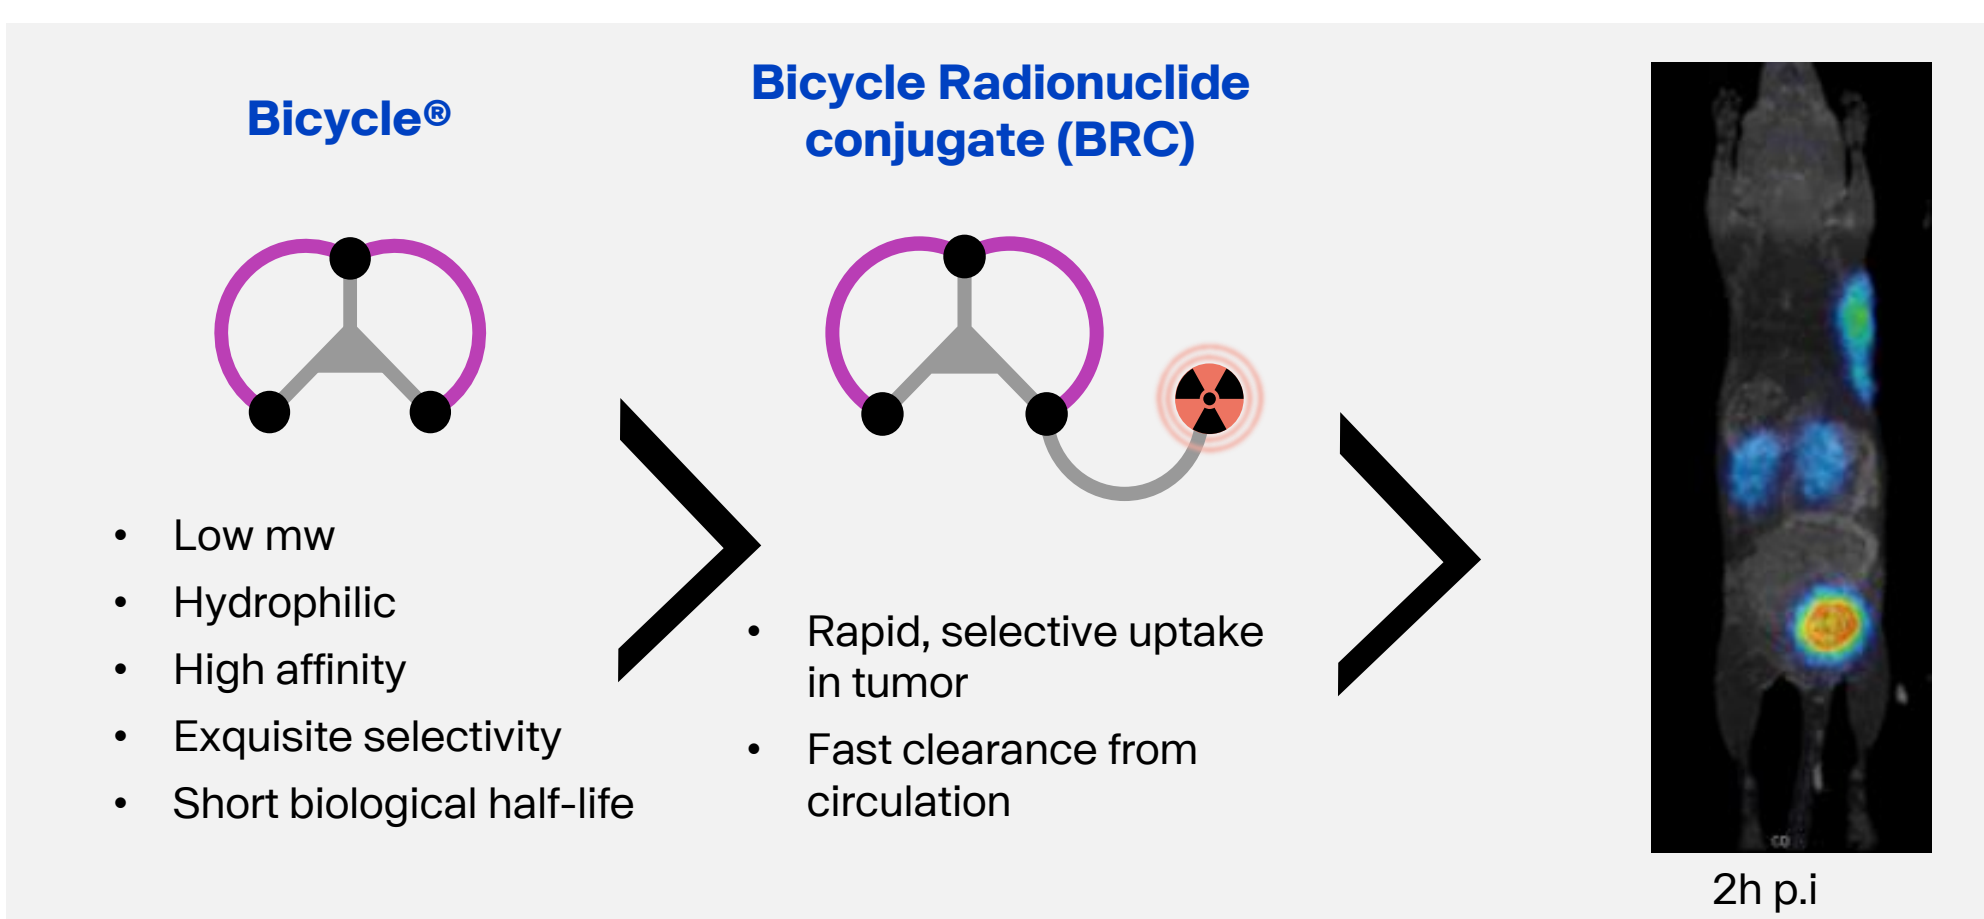 Bicycle®
• Low mw
• Hydrophilic
• High affinity
• Exquisite selectivity
• Short biological half-life
Bicycle Radionuclide
conjugate (BRC)
• Rapid, selective uptake
in tumor
• Fast clearance from
circulation
2h p.i